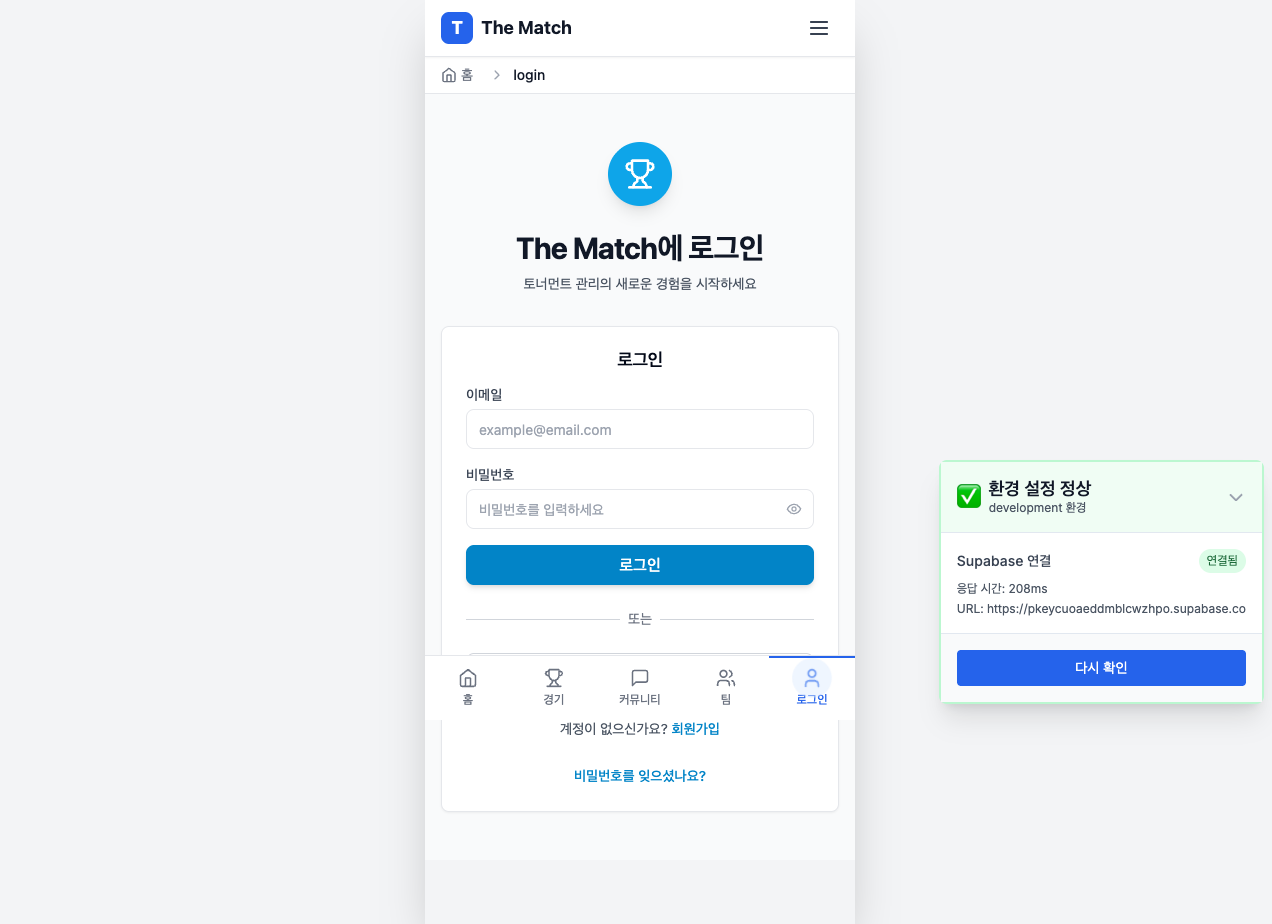 T The Match
홈 login
The Match에 로그인
토너먼트 관리의 새로운 경험을 시작하세요
로그인
이메일
example@email.com
비밀번호
비밀번호를 입력하세요
로그인
또는
홈 경기 커뮤니티 팀 로그인
계정이 없으신가요? 회원가입
비밀번호를 잊으셨나요?
환경 설정 정상
development 환경
Supabase 연결 연결됨
응답 시간: 208ms
URL: https://pkeycuoaeddmblcwzhpo.supabase.co
다시 확인